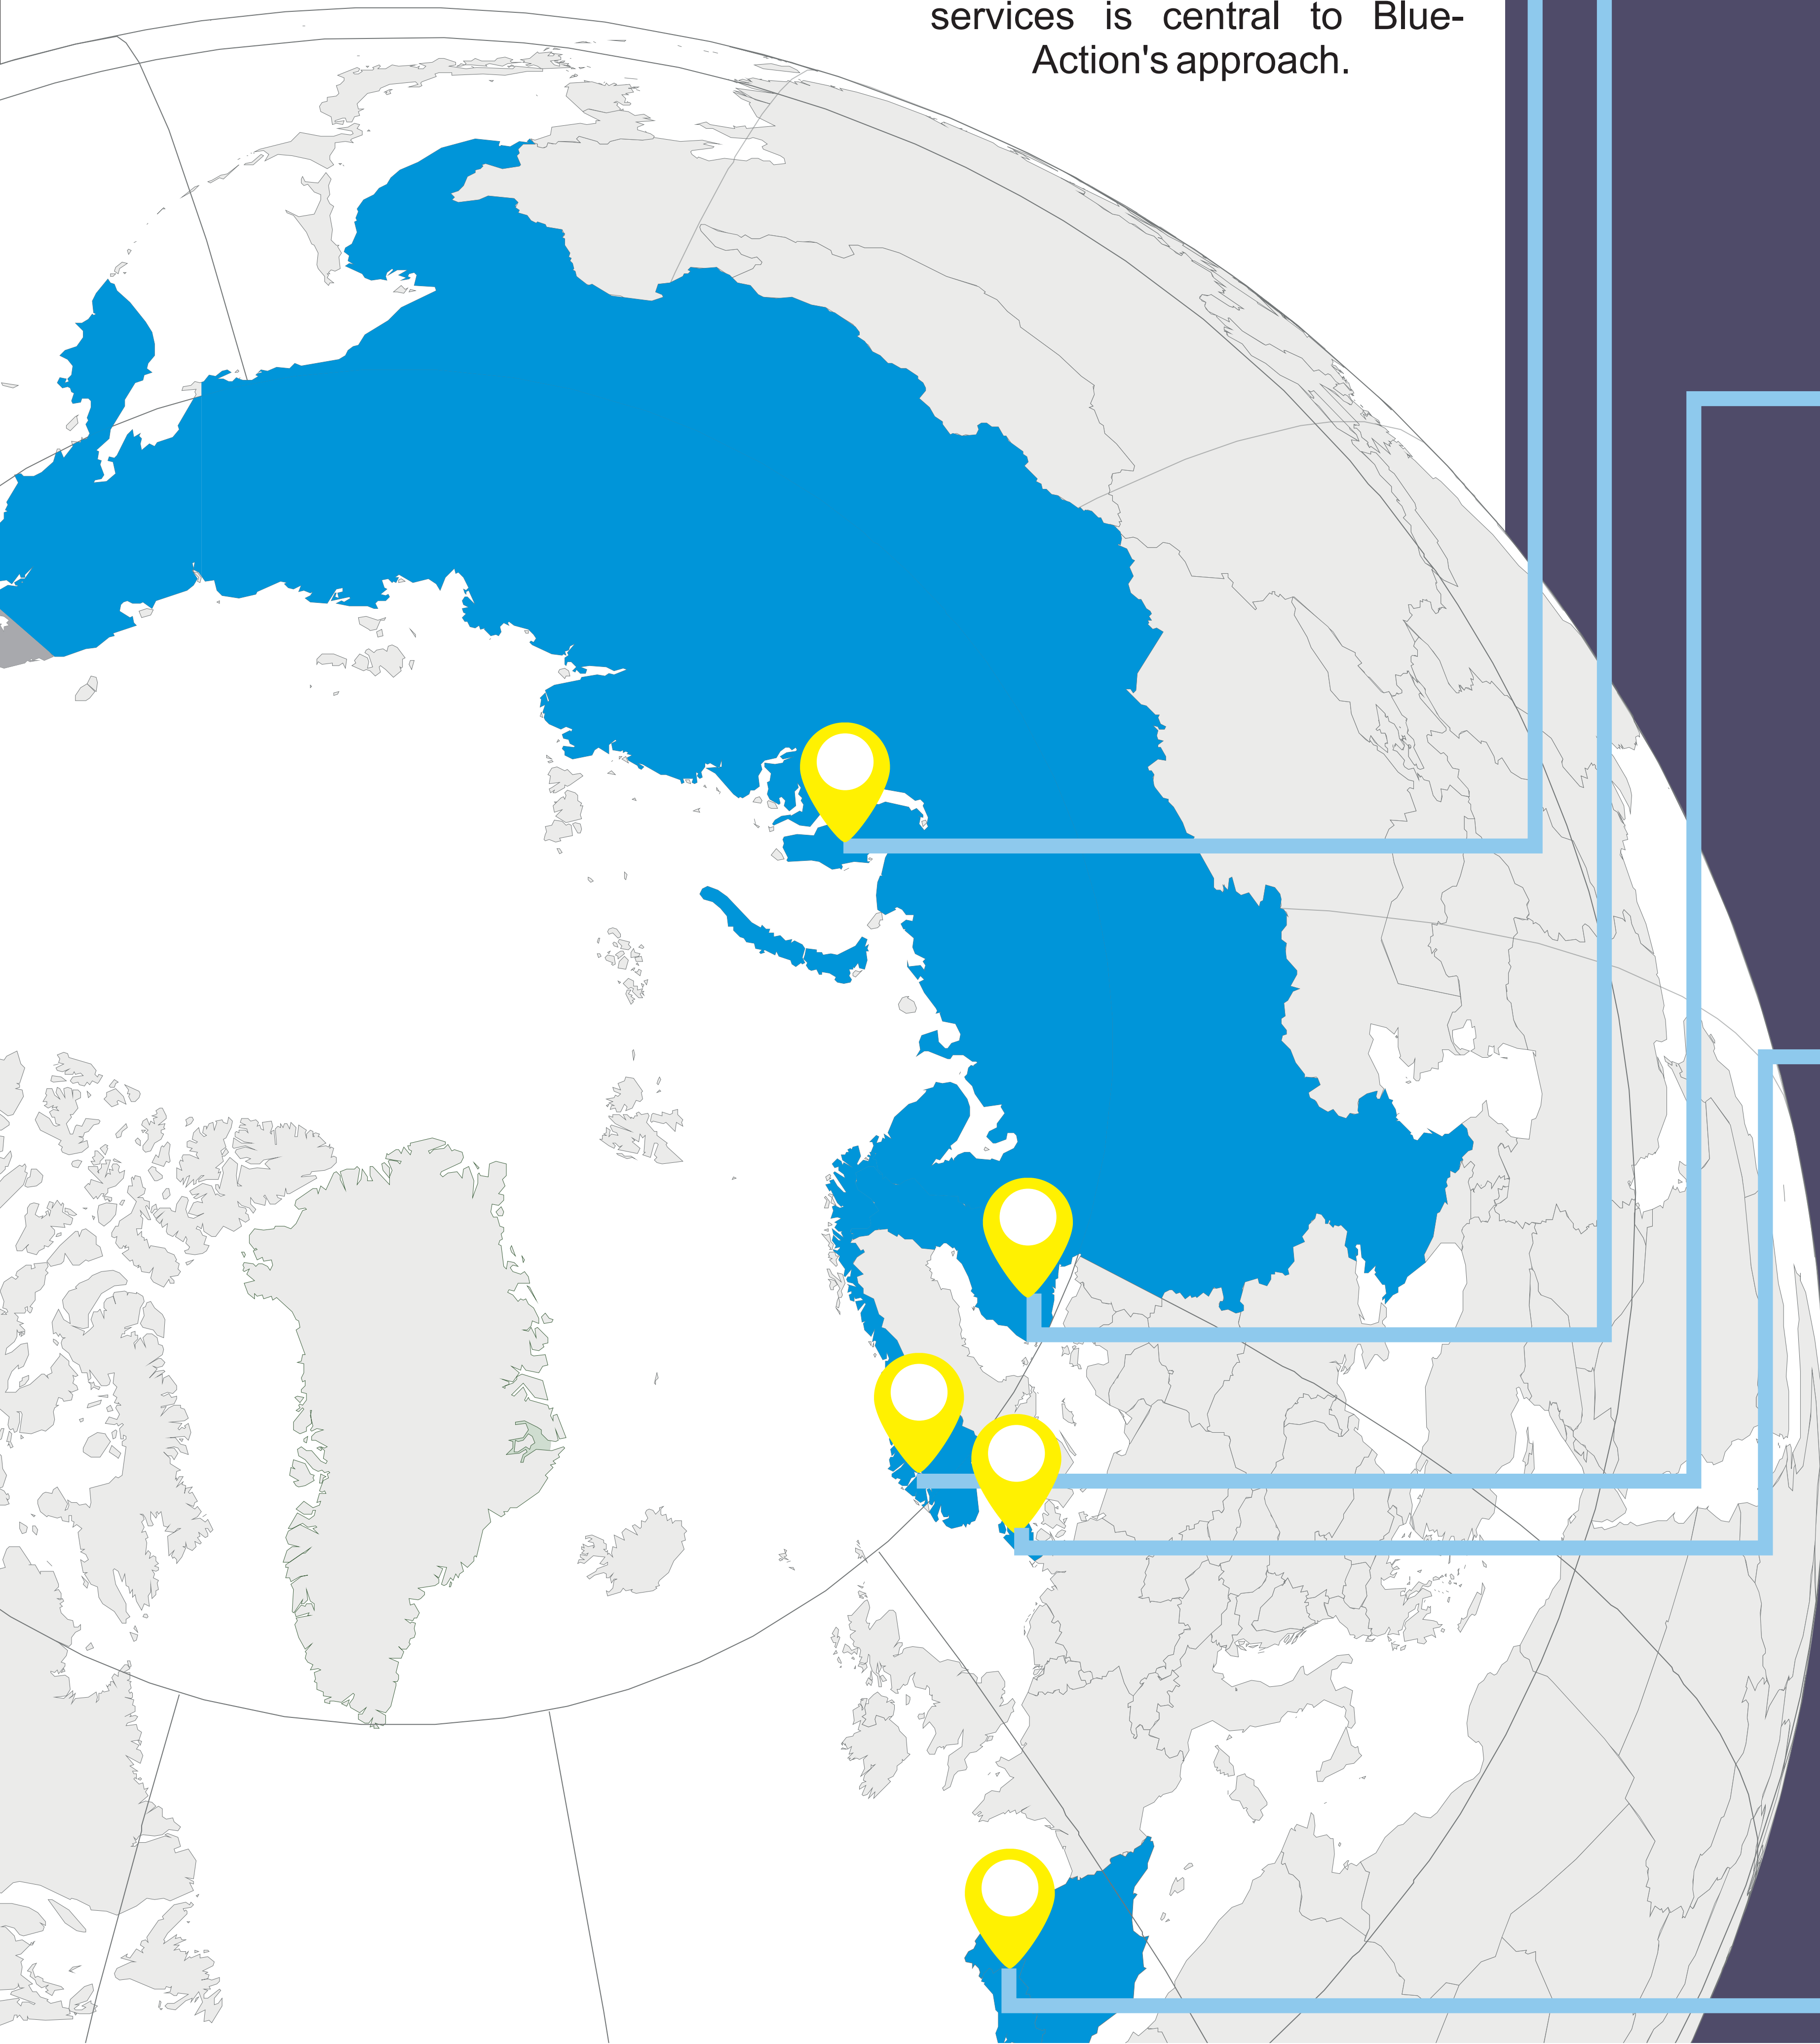 services is central to Blue-
Action's approach.